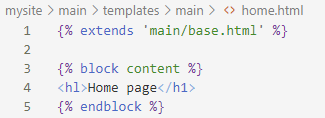 mysite > main > templates > main > <> home.html
1 {% extends 'main/base.html' %}
2
3 {% block content %}
4 <hl>Home page</h1>
5 {% endblock %}